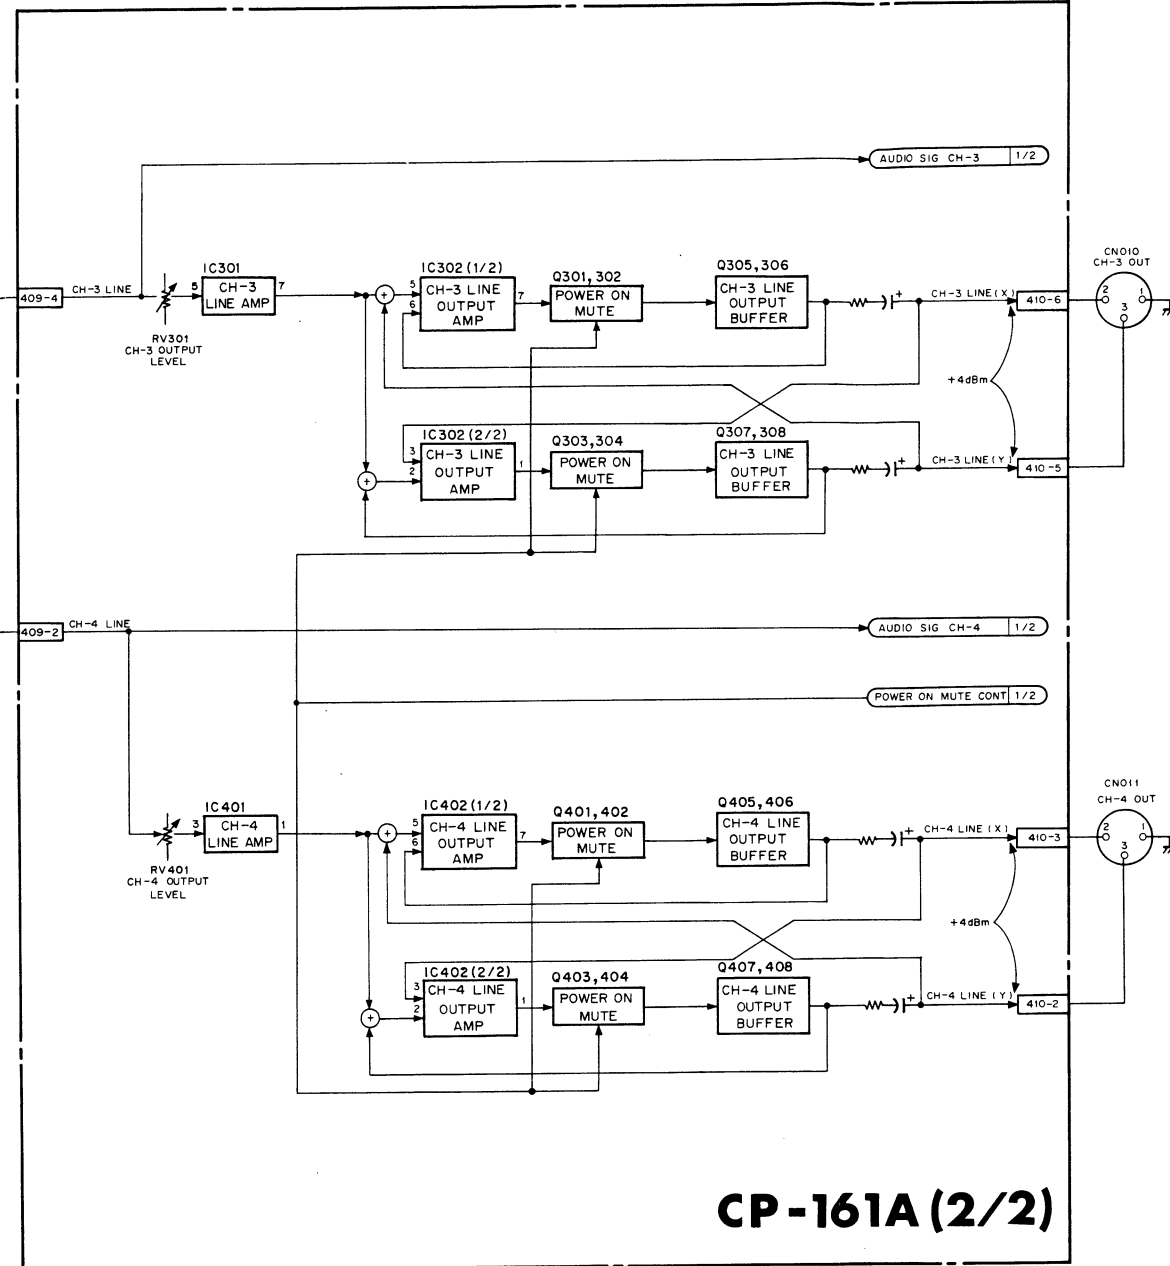 AUDIO SIG CH-3 1/2
409-4
CH-3 LINE
RV301
CH-3 OUTPUT
LEVEL
5
IC301
CH-3
LINE AMP
7
+
5
6
IC302(1/2)
CH-3 LINE
OUTPUT
AMP
7
Q301,302
POWER ON
MUTE
Q305,306
CH-3 LINE
OUTPUT
BUFFER
+
CH-3 LINE(X)
410-6
CN010
CH-3 OUT
2
1
3
+4dBm
+
3
2
IC302(2/2)
CH-3 LINE
OUTPUT
AMP
1
Q303,304
POWER ON
MUTE
Q307,308
CH-3 LINE
OUTPUT
BUFFER
+
CH-3 LINE(Y)
410-5
409-2
CH-4 LINE
AUDIO SIG CH-4 1/2
POWER ON MUTE CONT 1/2
RV401
CH-4 OUTPUT
LEVEL
3
IC401
CH-4
LINE AMP
1
+
5
6
IC402(1/2)
CH-4 LINE
OUTPUT
AMP
7
Q401,402
POWER ON
MUTE
Q405,406
CH-4 LINE
OUTPUT
BUFFER
+
CH-4 LINE(X)
410-3
CN011
CH-4 OUT
2
1
3
+4dBm
+
3
2
IC402(2/2)
CH-4 LINE
OUTPUT
AMP
1
Q403,404
POWER ON
MUTE
Q407,408
CH-4 LINE
OUTPUT
BUFFER
+
CH-4 LINE (Y)
410-2
CP-161A (2/2)